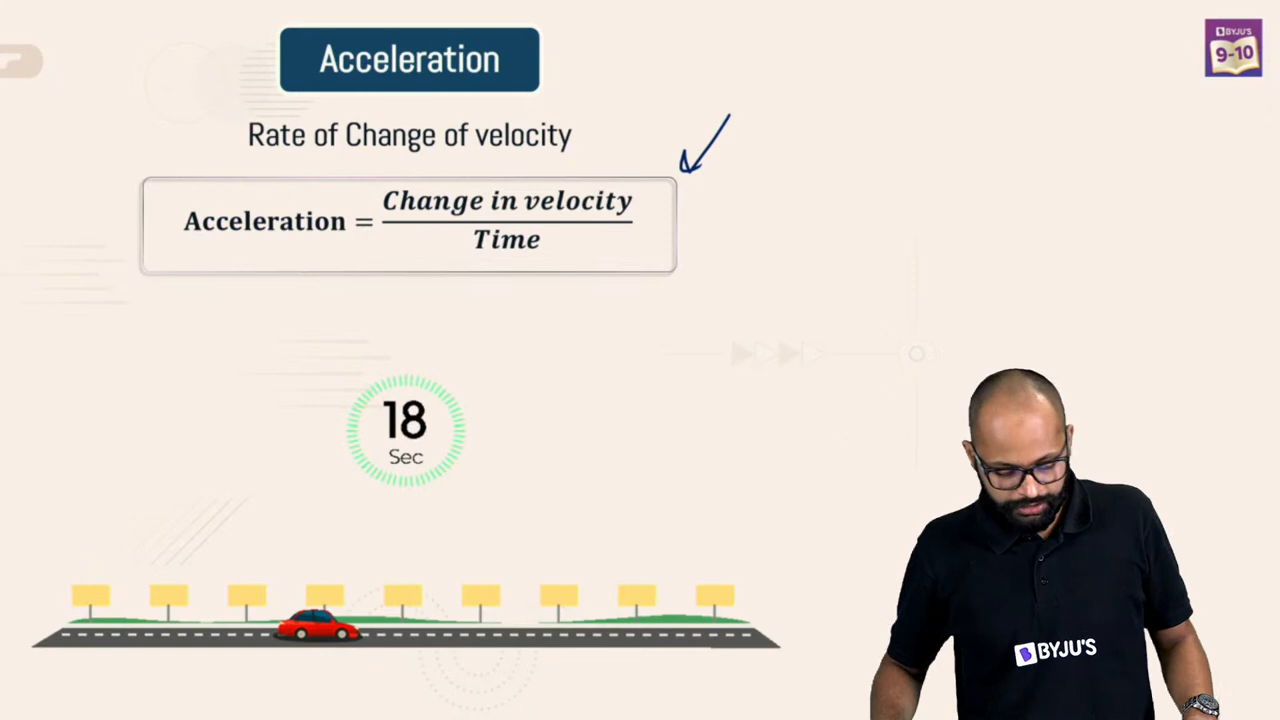 Acceleration
BYJU'S
9-10
Rate of Change of velocity
Acceleration = Change in velocity
Time
18
Sec
BYJU'S